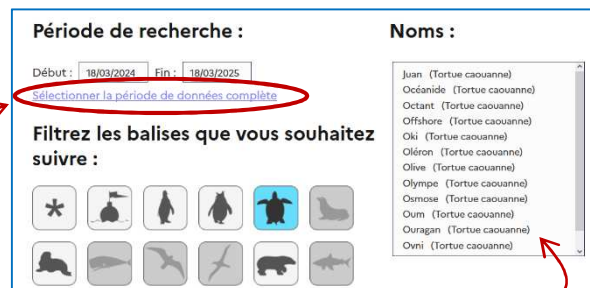 Période de recherche :
Début : 18/03/2024 Fin : 18/03/2025
Sélectionner la période de données complète
Filtrez les balises que vous souhaitez
suivre :
Noms :
Juan (Tortue caouanne)
Océanide (Tortue caouanne)
Octant (Tortue caouanne)
Offshore (Tortue caouanne)
Oki (Tortue caouanne)
Oléron (Tortue caouanne)
Olive (Tortue caouanne)
Olympe (Tortue caouanne)
Osmose (Tortue caouanne)
Oum (Tortue caouanne)
Ouragan (Tortue caouanne)
Ovni (Tortue caouanne)